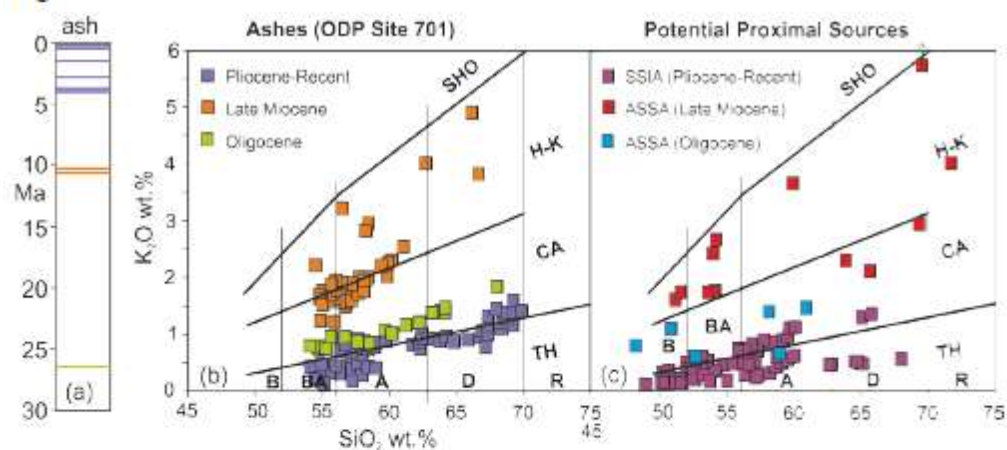 ash
0
5
10
Ma
15
20
25
30
(a)
Ashes (ODP Site 701)
6
5
4
3
2
1
0
K₂O wt.%
Pliocene-Recent
Late Miocene
Oligocene
SHO
H-K
CA
TH
(b)
B
BA
A
D
R
45
50
55
60
65
70
75
SiO₂ wt.%
Potential Proximal Sources
SSIA (Pliocene-Recent)
ASSA (Late Miocene)
ASSA (Oligocene)
SHO
H-K
CA
TH
BA
B
(c)
A
D
R
45
50
55
60
65
70
75
SiO₂ wt.%